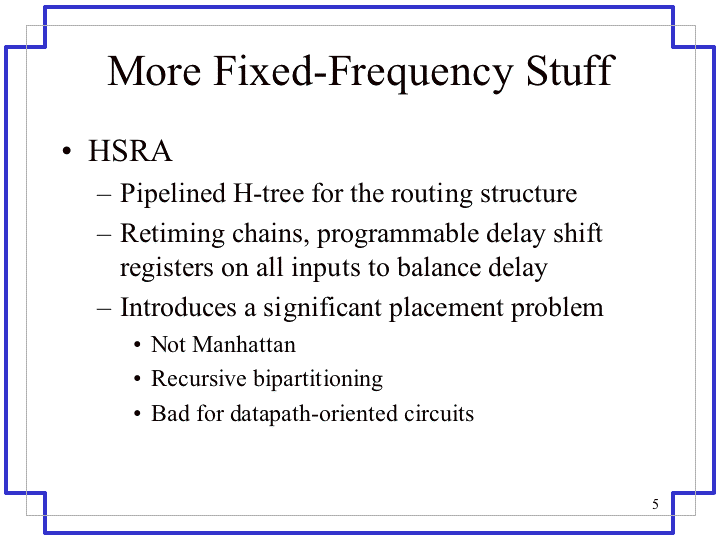 More Fixed-Frequency Stuff
• HSRA
– Pipelined H-tree for the routing structure
– Retiming chains, programmable delay shift
registers on all inputs to balance delay
– Introduces a significant placement problem
• Not Manhattan
• Recursive bipartitioning
• Bad for datapath-oriented circuits
5